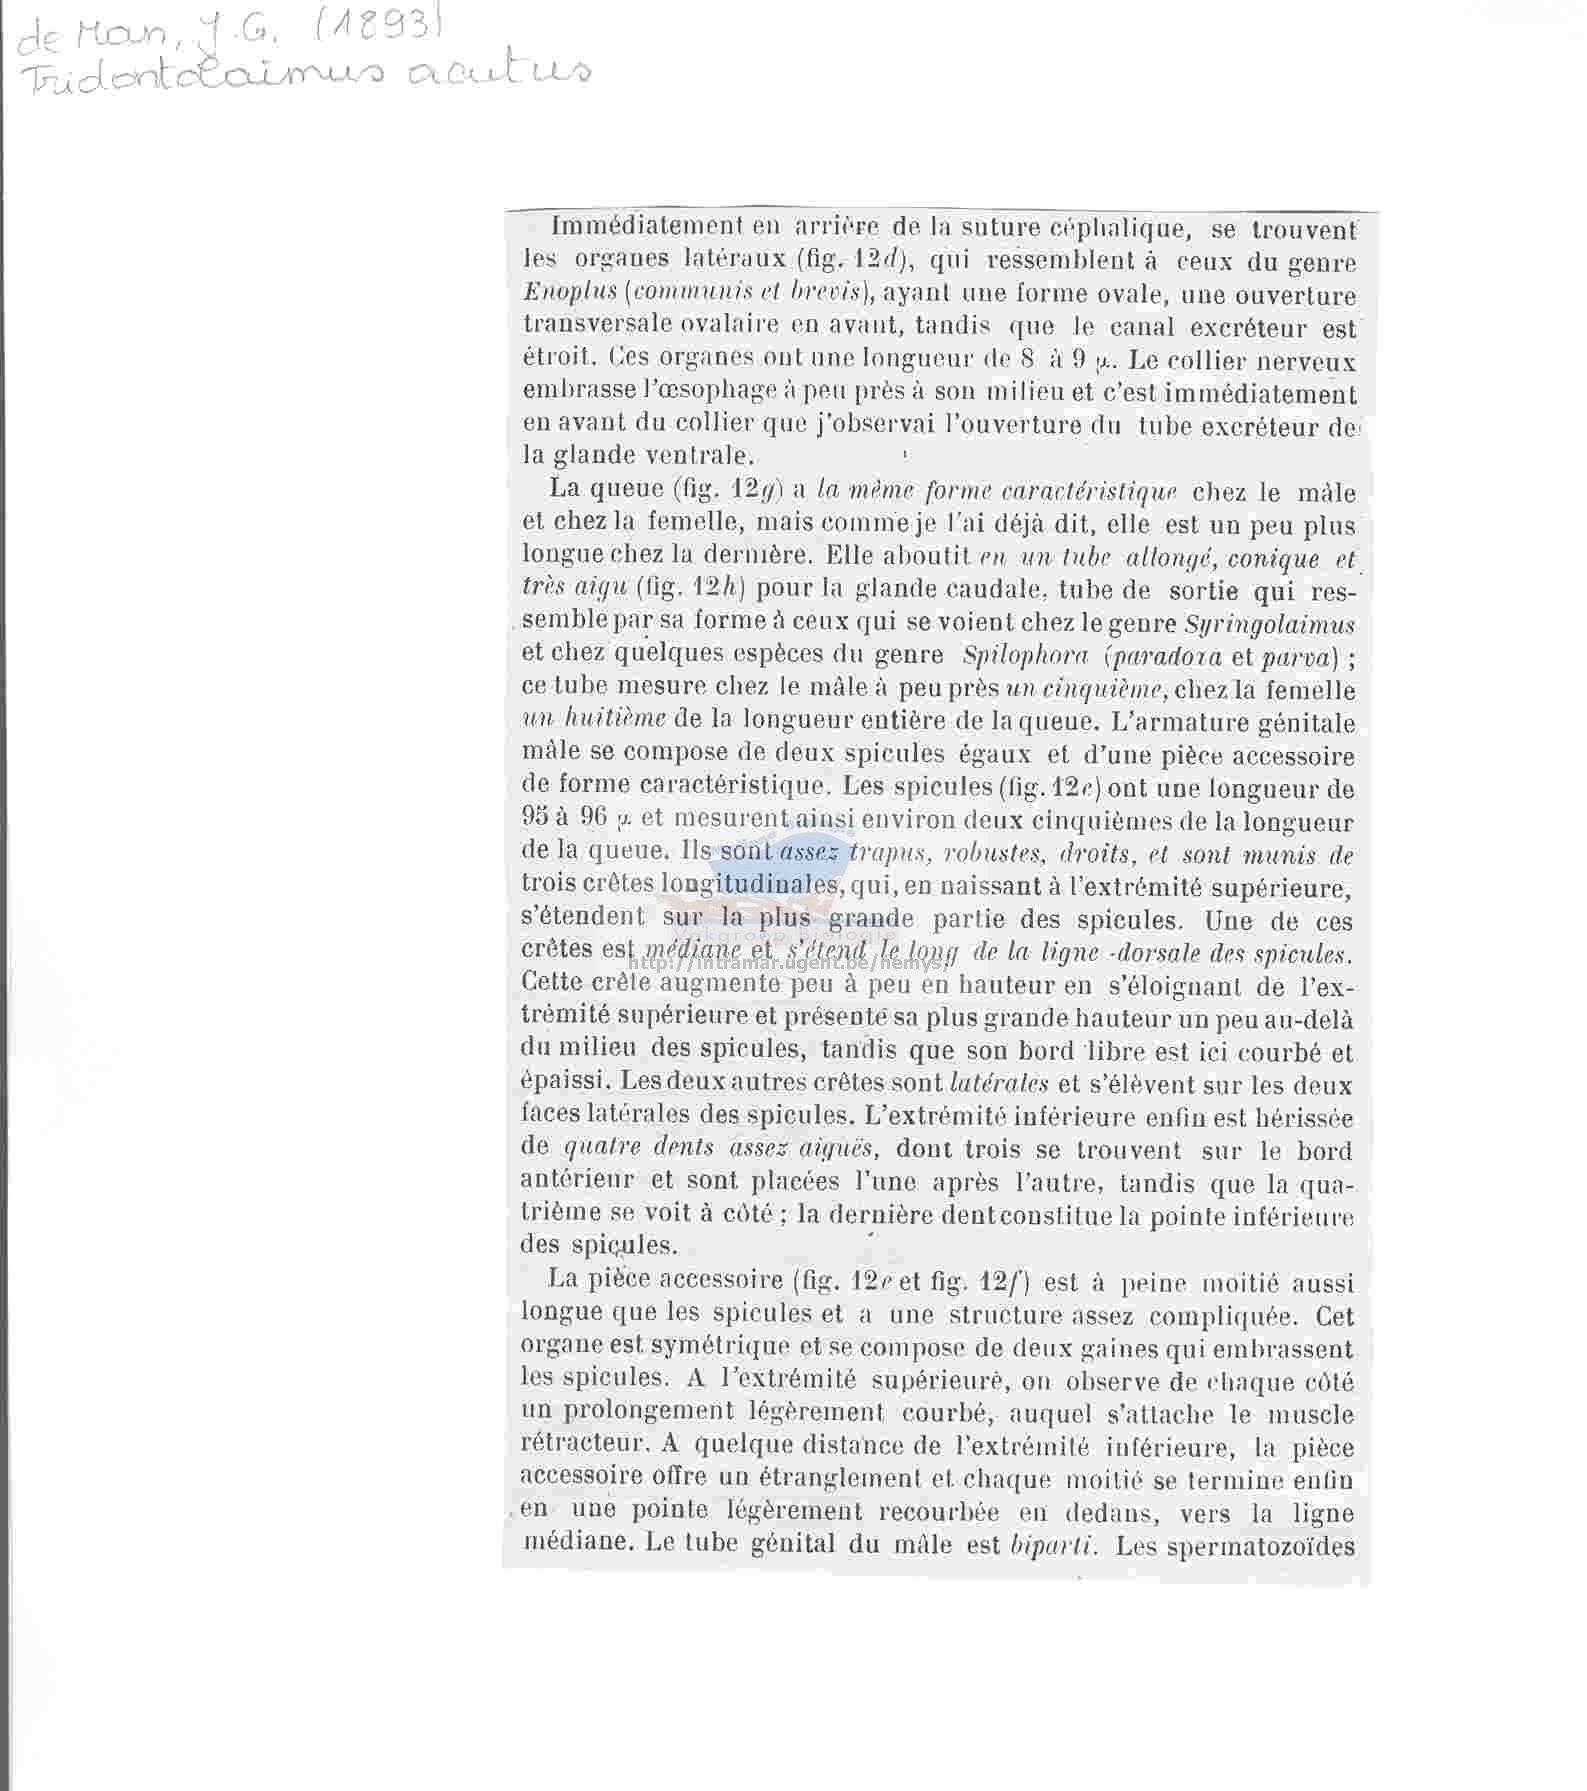 de Man, J.G. (1893)
Tridontolaimus acutus
Immédiatement en arrière de la suture céphalique, se trouvent
les organes latéraux (fig. 12d), qui ressemblent à ceux du genre
Enoplus (communis et brevis), ayant une forme ovale, une ouverture
transversale ovalaire en avant, tandis que le canal excréteur est
étroit. Ces organes ont une longueur de 8 à 9 μ. Le collier nerveux
embrasse l'œsophage à peu près à son milieu et c'est immédiatement
en avant du collier que j'observai l'ouverture du tube excréteur de
la glande ventrale.
La queue (fig. 12g) a la même forme caractéristique chez le mâle
et chez la femelle, mais comme je l'ai déjà dit, elle est un peu plus
longue chez la dernière. Elle aboutit en un tube allongé, conique et
très aigu (fig. 12h) pour la glande caudale, tube de sortie qui res-
semble par sa forme à ceux qui se voient chez le genre Syringolaimus
et chez quelques espèces du genre Spilophora (paradoxa et parva) ;
ce tube mesure chez le mâle à peu près un cinquième, chez la femelle
un huitième de la longueur entière de la queue. L'armature génitale
mâle se compose de deux spicules égaux et d'une pièce accessoire
de forme caractéristique. Les spicules (fig. 12e) ont une longueur de
95 à 96 μ et mesurent ainsi environ deux cinquièmes de la longueur
de la queue. Ils sont assez trapus, robustes, droits, et sont munis de
trois crêtes longitudinales, qui, en naissant à l'extrémité supérieure,
s'étendent sur la plus grande partie des spicules. Une de ces
Vakgroep Biologie
crêtes est médiane et s'étend le long de la ligne -dorsale des spicules.
http://intramar.ugent.be/nemys/
Cette crête augmente peu à peu en hauteur en s'éloignant de l'ex-
trémité supérieure et présente sa plus grande hauteur un peu au-delà
du milieu des spicules, tandis que son bord libre est ici courbé et
épaissi. Les deux autres crêtes sont latérales et s'élèvent sur les deux
faces latérales des spicules. L'extrémité inférieure enfin est hérissée
de quatre dents assez aiguës, dont trois se trouvent sur le bord
antérieur et sont placées l'une après l'autre, tandis que la qua-
trième se voit à côté ; la dernière dent constitue la pointe inférieure
des spicules.
La pièce accessoire (fig. 12e et fig. 12f) est à peine moitié aussi
longue que les spicules et a une structure assez compliquée. Cet
organe est symétrique et se compose de deux gaines qui embrassent
les spicules. A l'extrémité supérieure, on observe de chaque côté
un prolongement légèrement courbé, auquel s'attache le muscle
rétracteur. A quelque distance de l'extrémité inférieure, la pièce
accessoire offre un étranglement et chaque moitié se termine enfin
en une pointe légèrement recourbée en dedans, vers la ligne
médiane. Le tube génital du mâle est biparti. Les spermatozoïdes